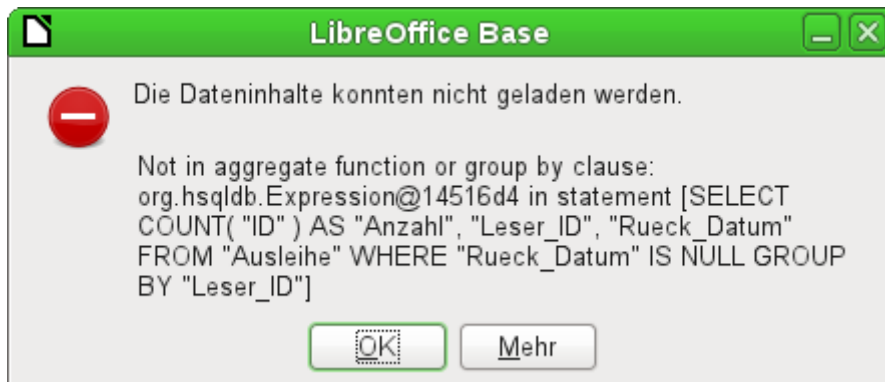 LibreOffice Base
Die Dateninhalte konnten nicht geladen werden.
Not in aggregate function or group by clause:
org.hsqldb.Expression@14516d4 in statement [SELECT
COUNT( "ID" ) AS "Anzahl", "Leser_ID", "Rueck_Datum"
FROM "Ausleihe" WHERE "Rueck_Datum" IS NULL GROUP
BY "Leser_ID"]
OK Mehr